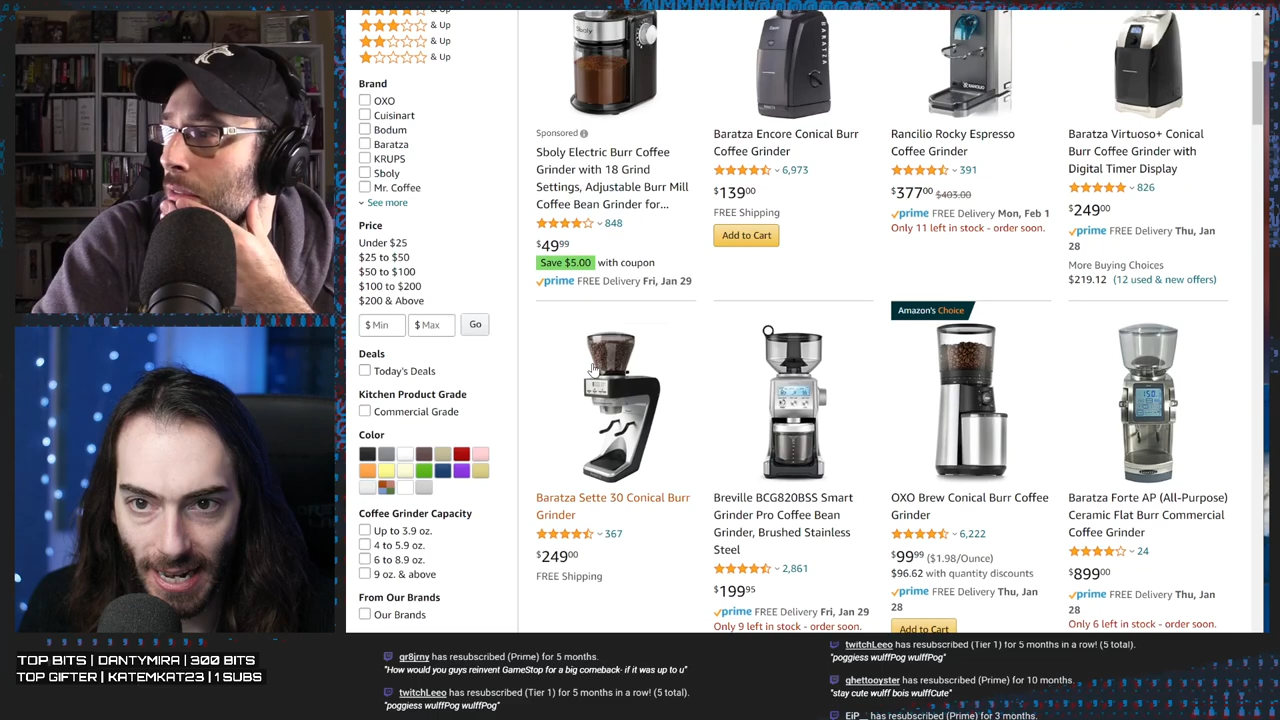 & Up
& Up
& Up
& Up
Brand
OXO
Cuisinart
Bodum
Baratza
KRUPS
Sboly
Mr. Coffee
See more
Price
Under $25
$25 to $50
$50 to $100
$100 to $200
$200 & Above
$ Min
$ Max
Go
Deals
Today's Deals
Kitchen Product Grade
Commercial Grade
Color
Coffee Grinder Capacity
Up to 3.9 oz.
4 to 5.9 oz.
6 to 8.9 oz.
9 oz. & above
From Our Brands
Our Brands
Sboly
Sponsored
Sboly Electric Burr Coffee
Grinder with 18 Grind
Settings, Adjustable Burr Mill
Coffee Bean Grinder for...
848
$49.99
Save $5.00 with coupon
prime FREE Delivery Fri, Jan 29
BARATZA
Baratza Encore Conical Burr
Coffee Grinder
6,973
$139.00
FREE Shipping
Add to Cart
RANCILIO
Rancilio Rocky Espresso
Coffee Grinder
391
$377.00 $403.00
prime FREE Delivery Mon, Feb 1
Only 11 left in stock - order soon.
Baratza Virtuoso+ Conical
Burr Coffee Grinder with
Digital Timer Display
826
$249.00
prime FREE Delivery Thu, Jan
28
More Buying Choices
$219.12 (12 used & new offers)
Baratza Sette 30 Conical Burr
Grinder
367
$249.00
FREE Shipping
Breville BCG820BSS Smart
Grinder Pro Coffee Bean
Grinder, Brushed Stainless
Steel
2,861
$199.95
prime FREE Delivery Fri, Jan 29
Only 9 left in stock - order soon.
Amazon's Choice
OXO Brew Conical Burr Coffee
Grinder
6,222
$99.99 ($1.98/Ounce)
$96.62 with quantity discounts
prime FREE Delivery Thu, Jan
28
Add to Cart
150
Baratza Forte AP (All-Purpose)
Ceramic Flat Burr Commercial
Coffee Grinder
24
$899.00
prime FREE Delivery Thu, Jan
28
Only 6 left in stock - order soon.
TOP BITS | DANTYMIRA | 300 BITS
TOP GIFTER | KATEMKAT23 | 1 SUBS
gr8jrny has resubscribed (Prime) for 5 months.
"How would you guys reinvent GameStop for a big comeback- if it was up to u"
twitchLeeo has resubscribed (Tier 1) for 5 months in a row! (5 total).
"poggiess wulffPog wulffPog"
twitchLeeo has resubscribed (Tier 1) for 5 months in a row! (5 total).
"poggiess wulffPog wulffPog"
ghettooyster has resubscribed (Prime) for 10 months.
"stay cute wulff bois wulffCute"
EiP_ has resubscribed (Prime) for 3 months.